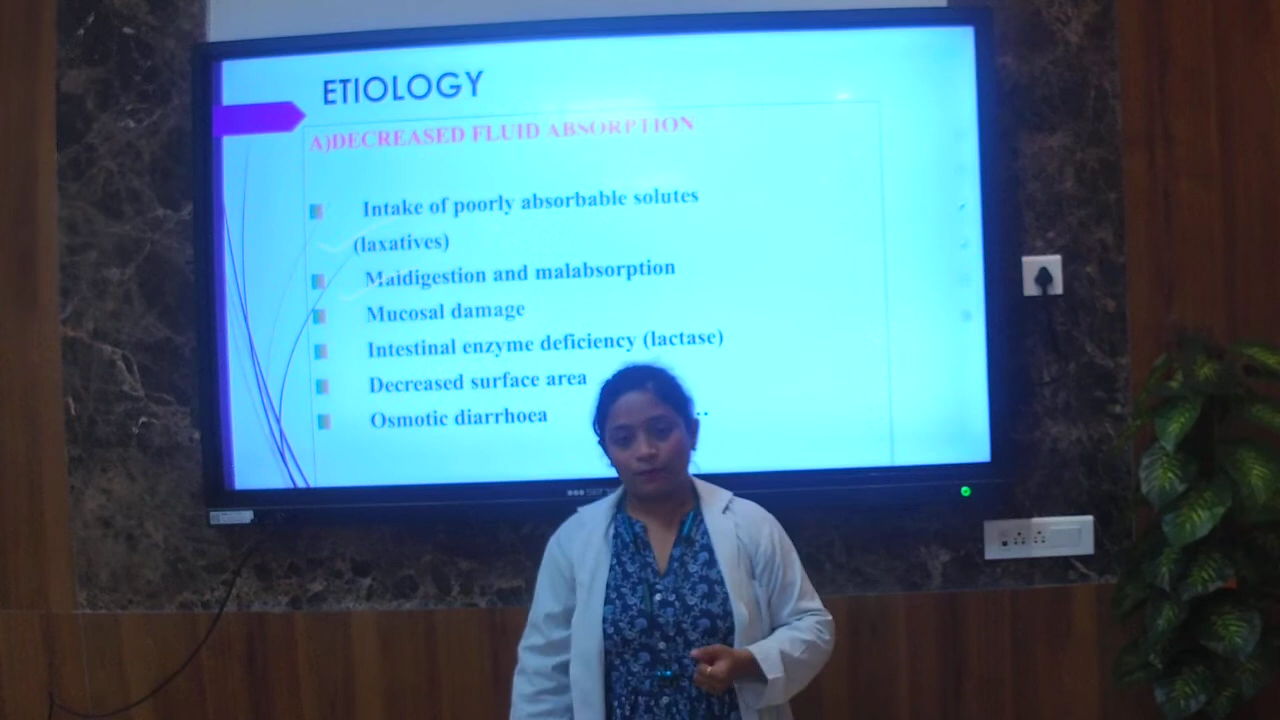 ETIOLOGY
A)DECREASED FLUID ABSORPTION
Intake of poorly absorbable solutes
(laxatives)
Maidigestion and malabsorption
Mucosal damage
Intestinal enzyme deficiency (lactase)
Decreased surface area
Osmotic diarrhoea ..